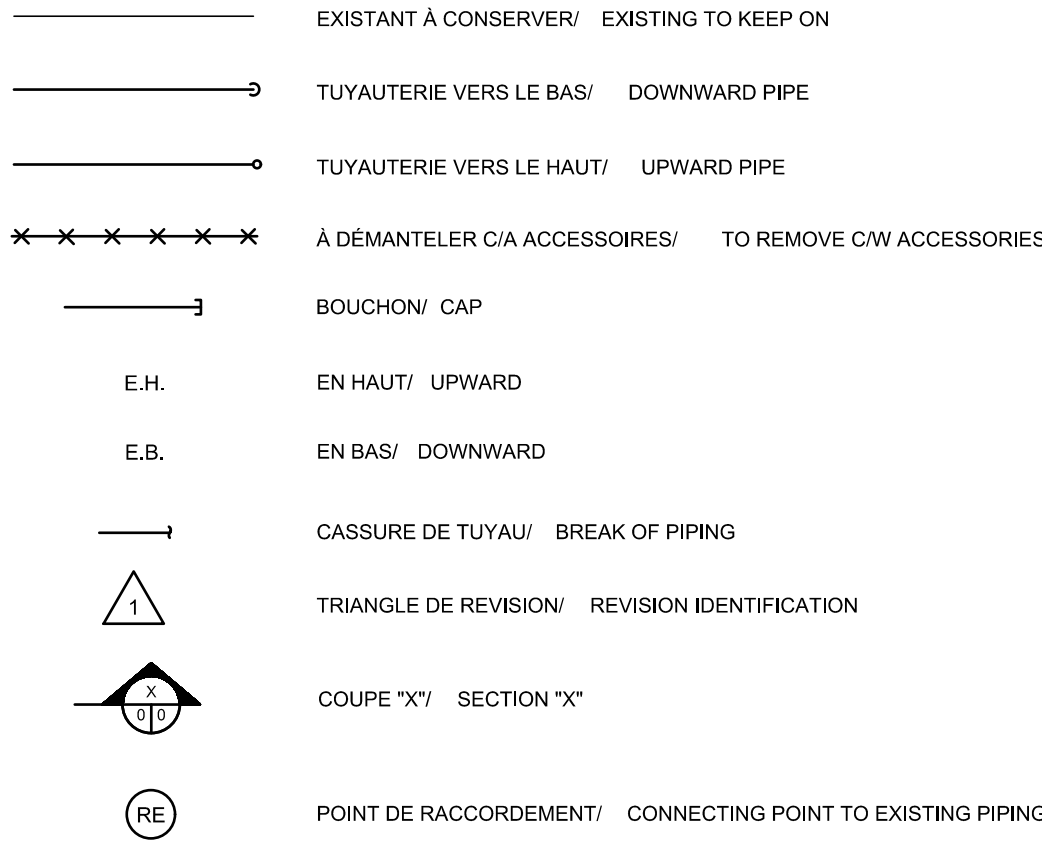 EXISTANT À CONSERVER/ EXISTING TO KEEP ON
TUYAUTERIE VERS LE BAS/ DOWNWARD PIPE
TUYAUTERIE VERS LE HAUT/ UPWARD PIPE
À DÉMANTELER C/A ACCESSOIRES/ TO REMOVE C/W ACCESSORIES
BOUCHON/ CAP
E.H. EN HAUT/ UPWARD
E.B. EN BAS/ DOWNWARD
CASSURE DE TUYAU/ BREAK OF PIPING
1 TRIANGLE DE REVISION/ REVISION IDENTIFICATION
X
0 0
COUPE "X"/ SECTION "X"
RE POINT DE RACCORDEMENT/ CONNECTING POINT TO EXISTING PIPING